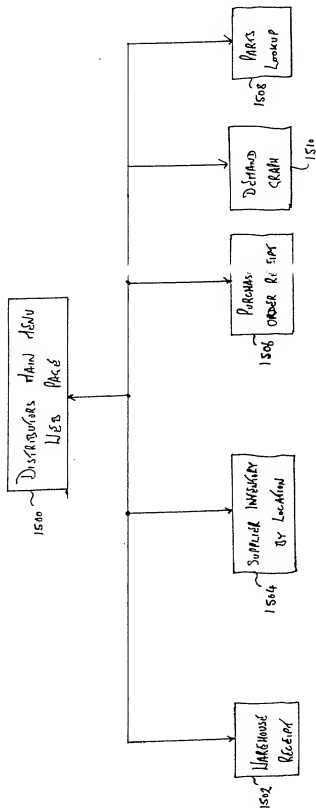 1500
DISTRIBUTORS MAIN MENU
WEB PAGE
1502
WAREHOUSE
RECEIPT
1504
SUPPLIER INVENTORY
BY LOCATION
1506
PURCHAS
ORDER RECEIPT
DEMAND
GRAPH
1510
1508
PARTS
LOOKUP